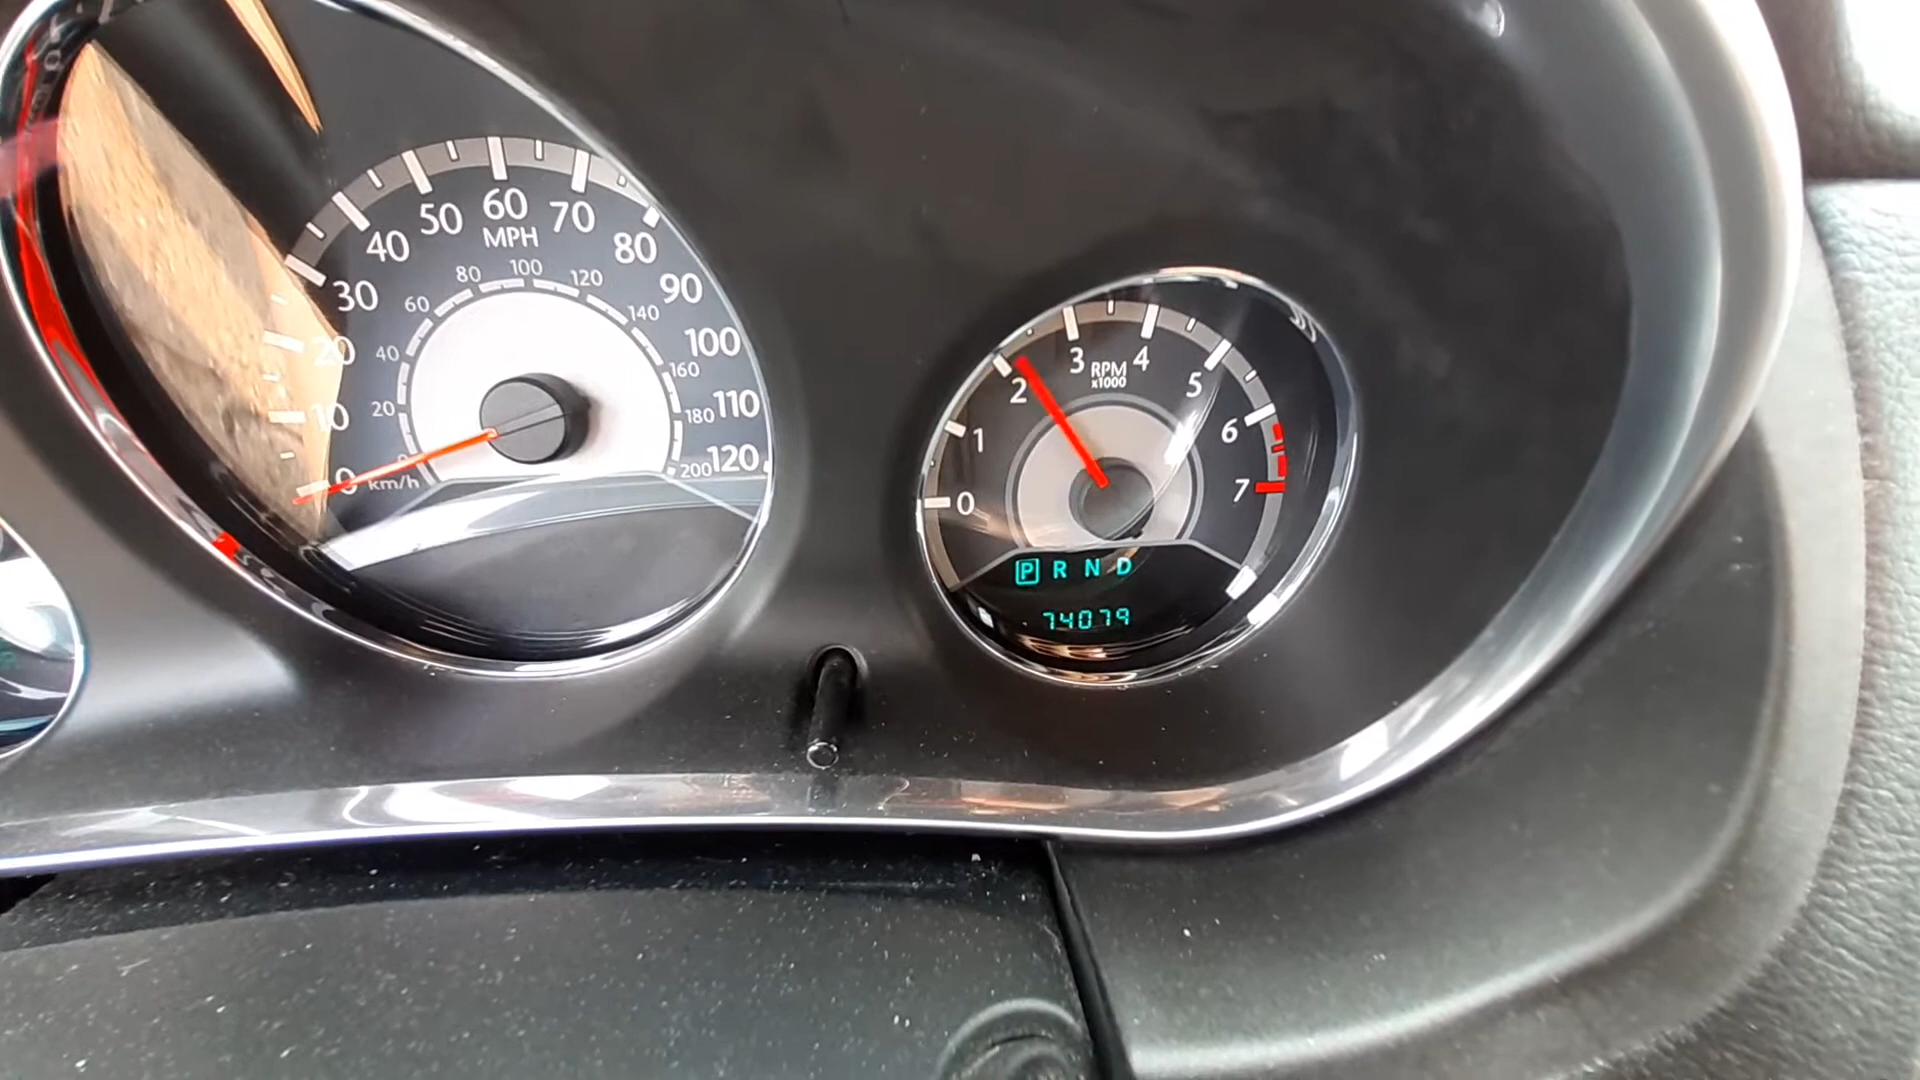 0 10 20 30 40 50 60 70 80 90 100 110 120
MPH
20 40 60 80 100 120 140 160 180 200
km/h
0 1 2 3 4 5 6 7
RPM
x1000
P R N D
74079